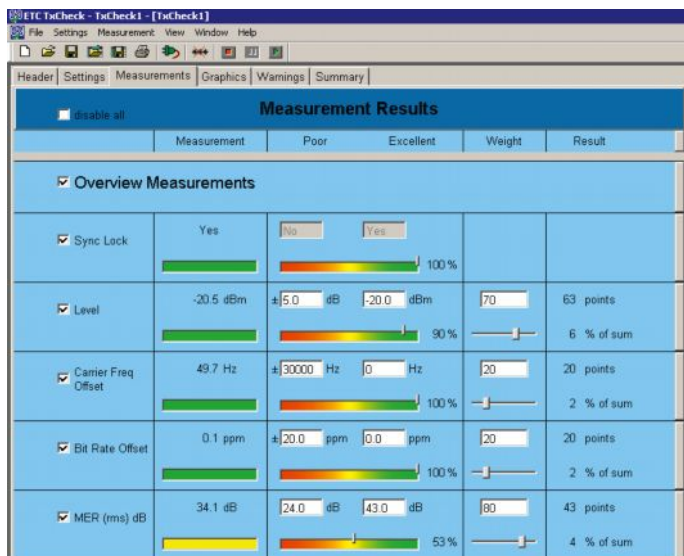 ETC TxCheck - TxCheck1 - [TxCheck1]
File Settings Measurement View Window Help
Header Settings Measurements Graphics Warnings Summary
disable all Measurement Results
Measurement Poor Excellent Weight Result
Overview Measurements
Sync Lock Yes No Yes
100 %
Level -20.5 dBm ± 5.0 dB -20.0 dBm 70 63 points
90 % 6 % of sum
Carrier Freq Offset 49.7 Hz ± 30000 Hz 0 Hz 20 20 points
100 % 2 % of sum
Bit Rate Offset 0.1 ppm ± 20.0 ppm 0.0 ppm 20 20 points
100 % 2 % of sum
MER (rms) dB 34.1 dB 24.0 dB 43.0 dB 80 43 points
53 % 4 % of sum